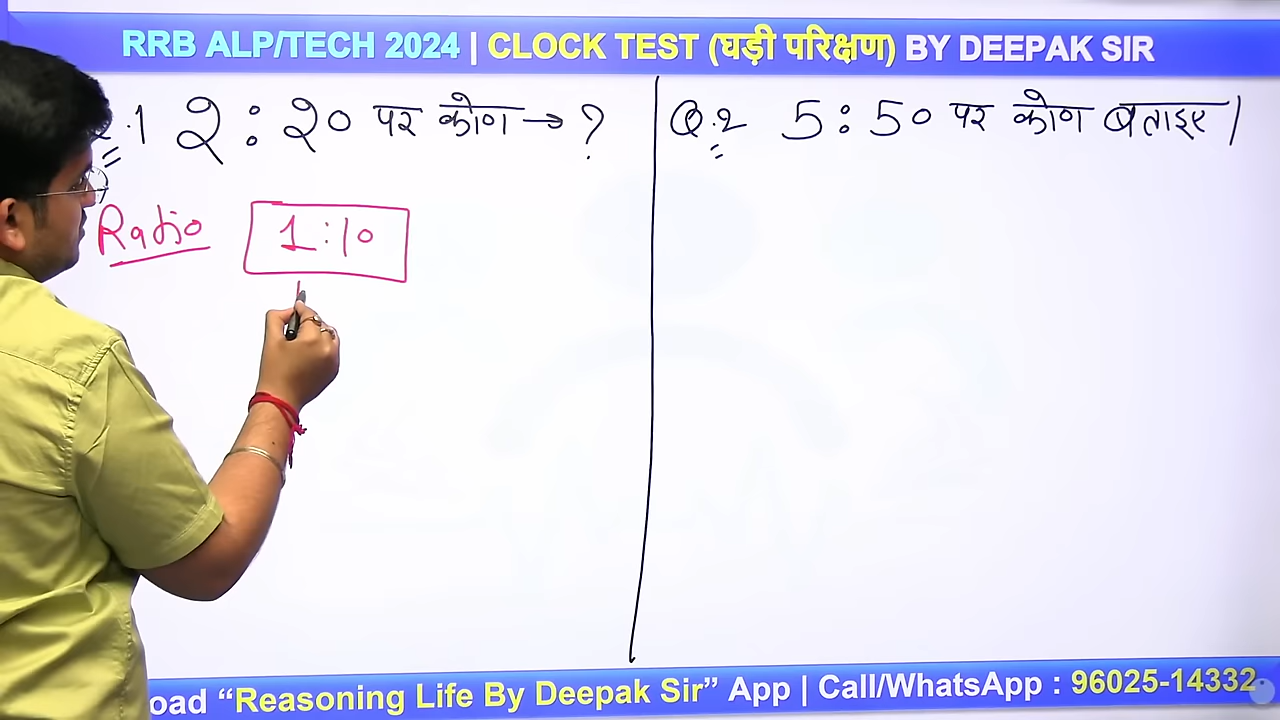 RRB ALP/TECH 2024 | CLOCK TEST (घड़ी परिक्षण) BY DEEPAK SIR
.1 2 : 20 पर कोण → ?
Ratio 1:10
Q.2 5 : 50 पर कोण बताइए |
oad “Reasoning Life By Deepak Sir” App | Call/WhatsApp : 96025-14332